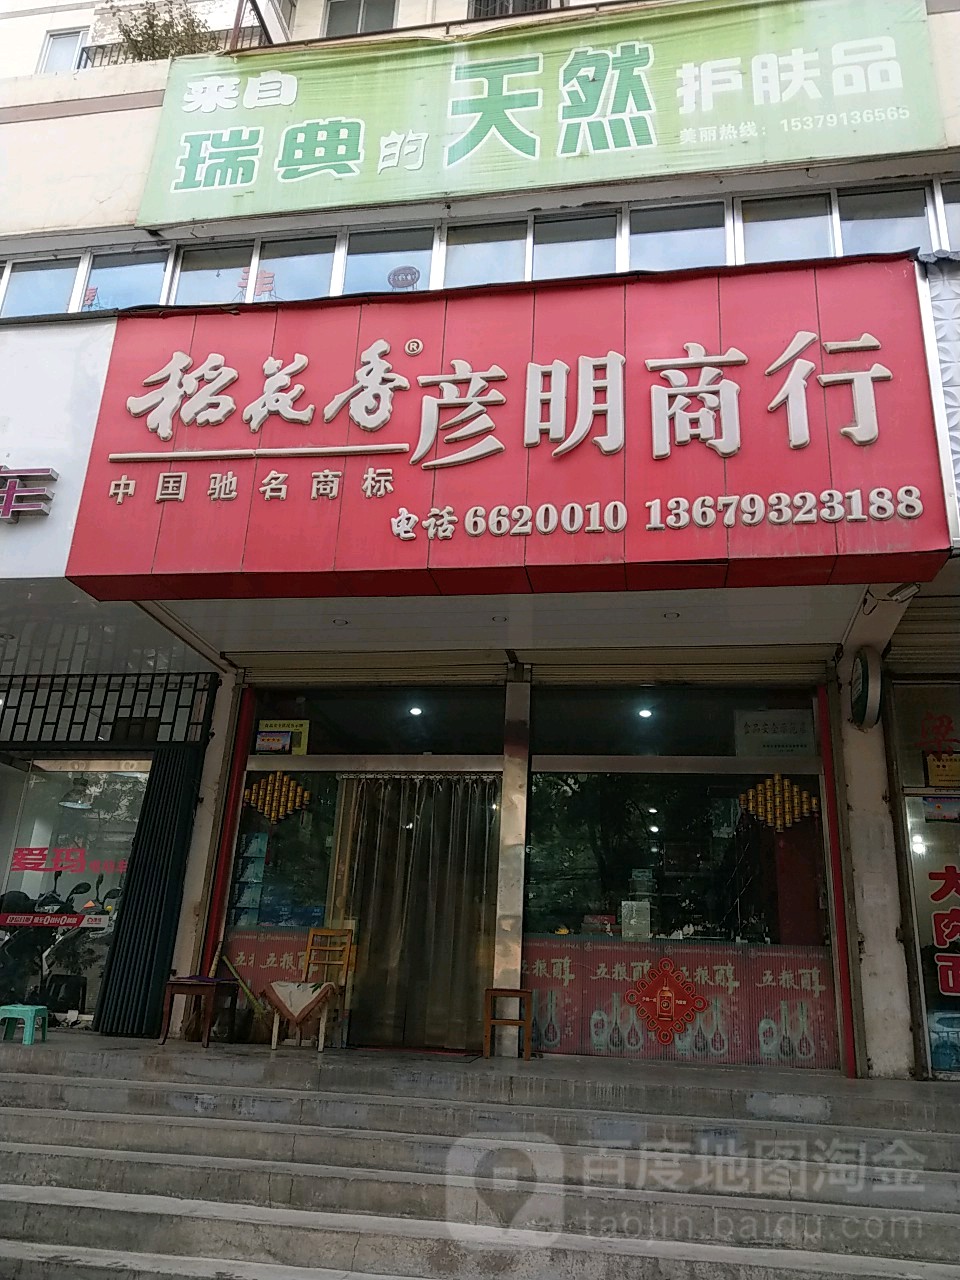 来自
瑞典的天然护肤品
美丽热线：15379136565
稻花香®彦明商行
中国驰名商标
电话6620010 13679323188
爱玛
五粮醇 五粮醇 五粮醇 五粮醇
大肉面
百度地图淘金
taojin.baidu.com